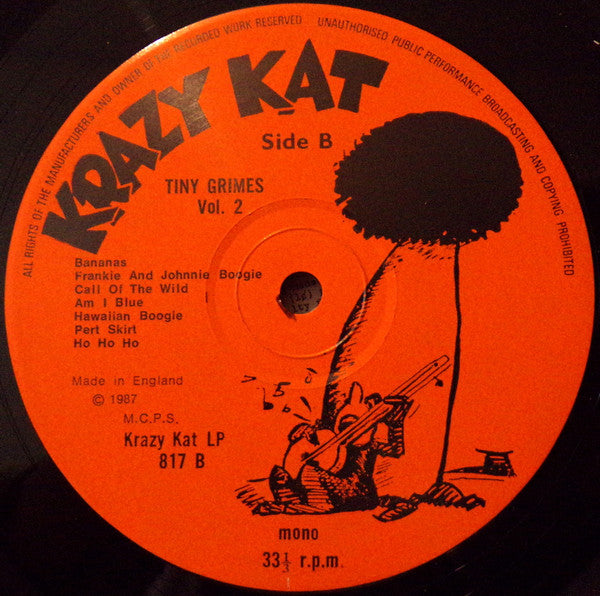 ALL RIGHTS OF THE MANUFACTURERS AND OWNER OF THE RECORDED WORK RESERVED
UNAUTHORISED PUBLIC PERFORMANCE BROADCASTING AND COPYING PROHIBITED
KRAZY KAT
Side B
TINY GRIMES
Vol. 2
Bananas
Frankie And Johnnie Boogie
Call Of The Wild
Am I Blue
Hawaiian Boogie
Pert Skirt
Ho Ho Ho
Made in England
© 1987
M.C.P.S.
Krazy Kat LP
817 B
mono
33⅓ r.p.m.